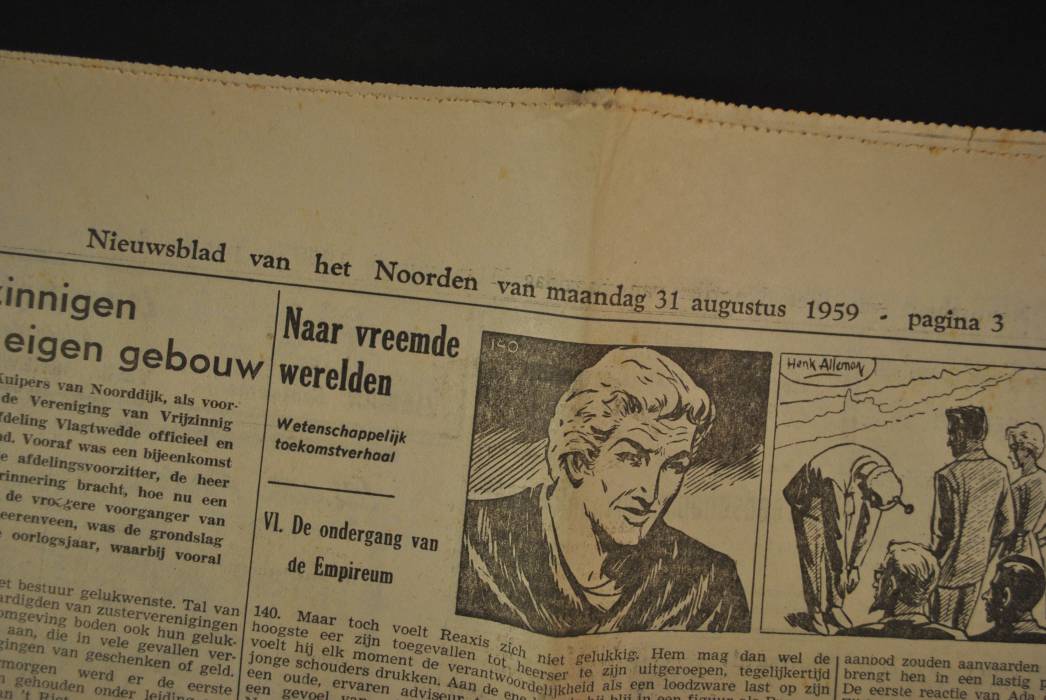 Nieuwsblad van het Noorden van maandag 31 augustus 1959 - pagina 3
zinnigen
eigen gebouw
Kuipers van Noorddijk, als voor-
de Vereniging van Vrijzinnig
fdeling Vlagtwedde officieel en
nd. Vooraf was een bijeenkomst
e afdelingsvoorzitter, de heer
rinnering bracht, hoe nu een
de vroegere voorganger van
eerenveen, was de grondslag
oorlogsjaar, waarbij vooral
et bestuur gelukwenste. Tal van
ardigden van zusterverenigingen
omgeving boden ook hun geluk-
aan, die in vele gevallen ver-
gingen van geschenken of geld.
morgen werd er de eerste
gehouden onder leiding
Naar vreemde
werelden
Wetenschappelijk
toekomstverhaal
VI. De ondergang van
de Empireum
140
Henk Alleman
140. Maar toch voelt Reaxis zich niet gelukkig. Hem mag dan wel de
hoogste eer zijn toegevallen tot heerser te zijn uitgeroepen, tegelijkertijd
voelt hij elk moment de verantwoordelijkheid als een loodzware last op zijn
jonge schouders drukken. Aan de ene
een oude, ervaren adviseur
een gevoel van
aanbod zouden aanvaarden
brengt hen in een lastig
De eerste reactie